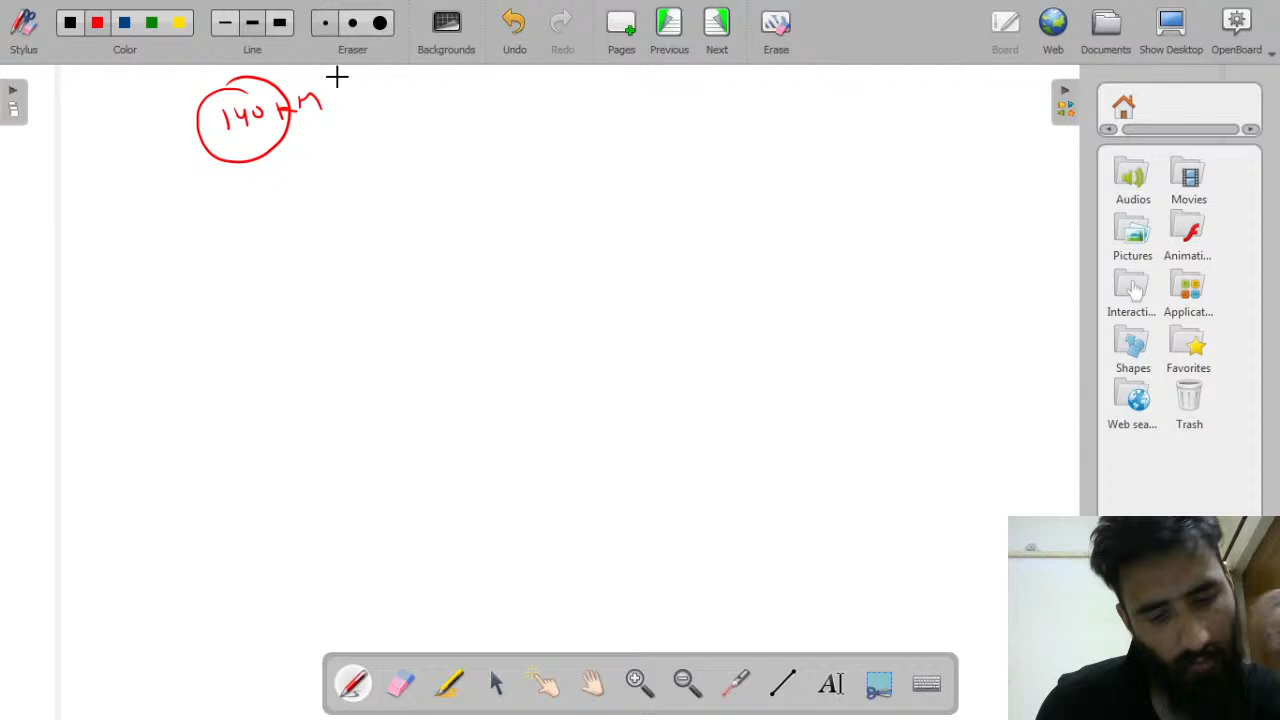 Stylus
Color
Line
Eraser
Backgrounds
Undo
Redo
Pages
Previous
Next
Erase
Board
Web
Documents
Show Desktop
OpenBoard
140 KM
Audios
Movies
Pictures
Animati...
Interacti...
Applicat...
Shapes
Favorites
Web sea...
Trash
AI